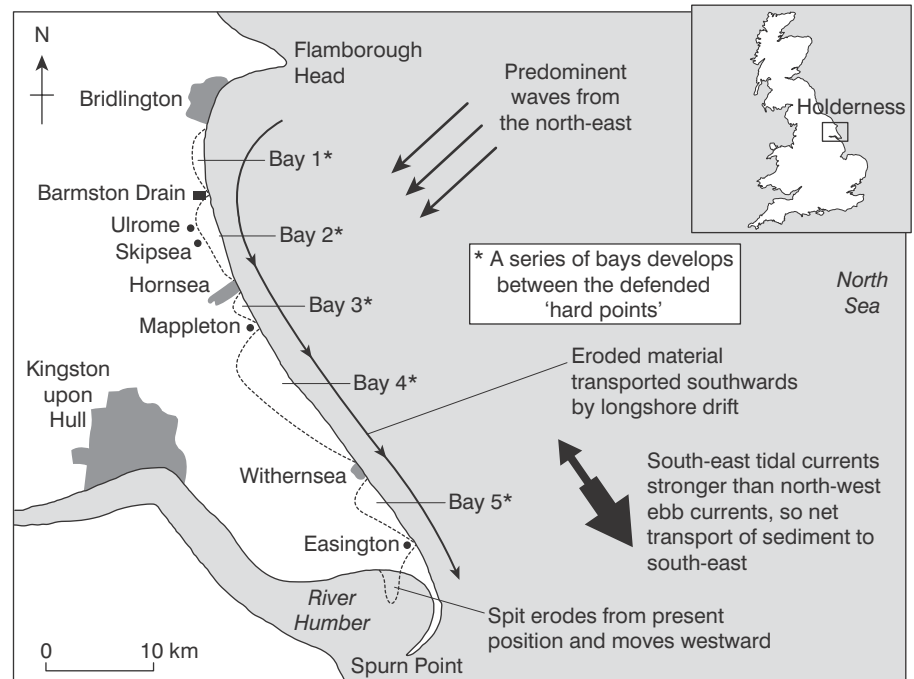 N
Flamborough
Head
Bridlington
Predominent
waves from
the north-east
Holderness
Bay 1*
Barmston Drain
Ulrome
Skipsea
Bay 2*
* A series of bays develops
between the defended
‘hard points’
North
Sea
Hornsea
Bay 3*
Mappleton
Kingston
upon
Hull
Bay 4*
Eroded material
transported southwards
by longshore drift
Withernsea
Bay 5*
South-east tidal currents
stronger than north-west
ebb currents, so net
transport of sediment to
south-east
Easington
River
Humber
Spit erodes from present
position and moves westward
0 10 km
Spurn Point